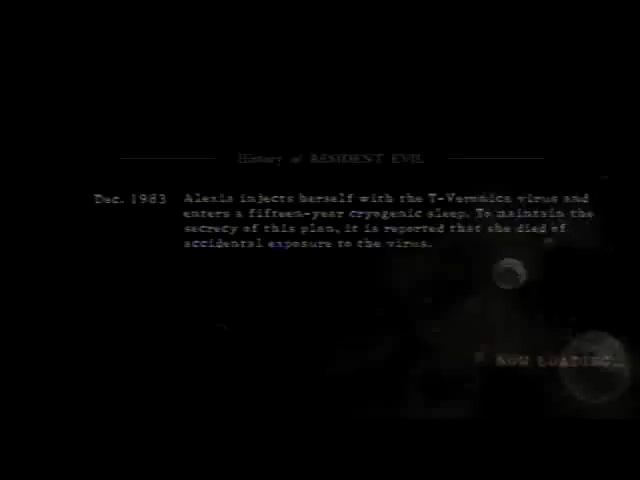 History of RESIDENT EVIL
Dec. 1983 Alexia injects herself with the T-Veronica virus and
enters a fifteen-year cryogenic sleep. To maintain the
secrecy of this plan, it is reported that she died of
accidental exposure to the virus.
NOW LOADING...